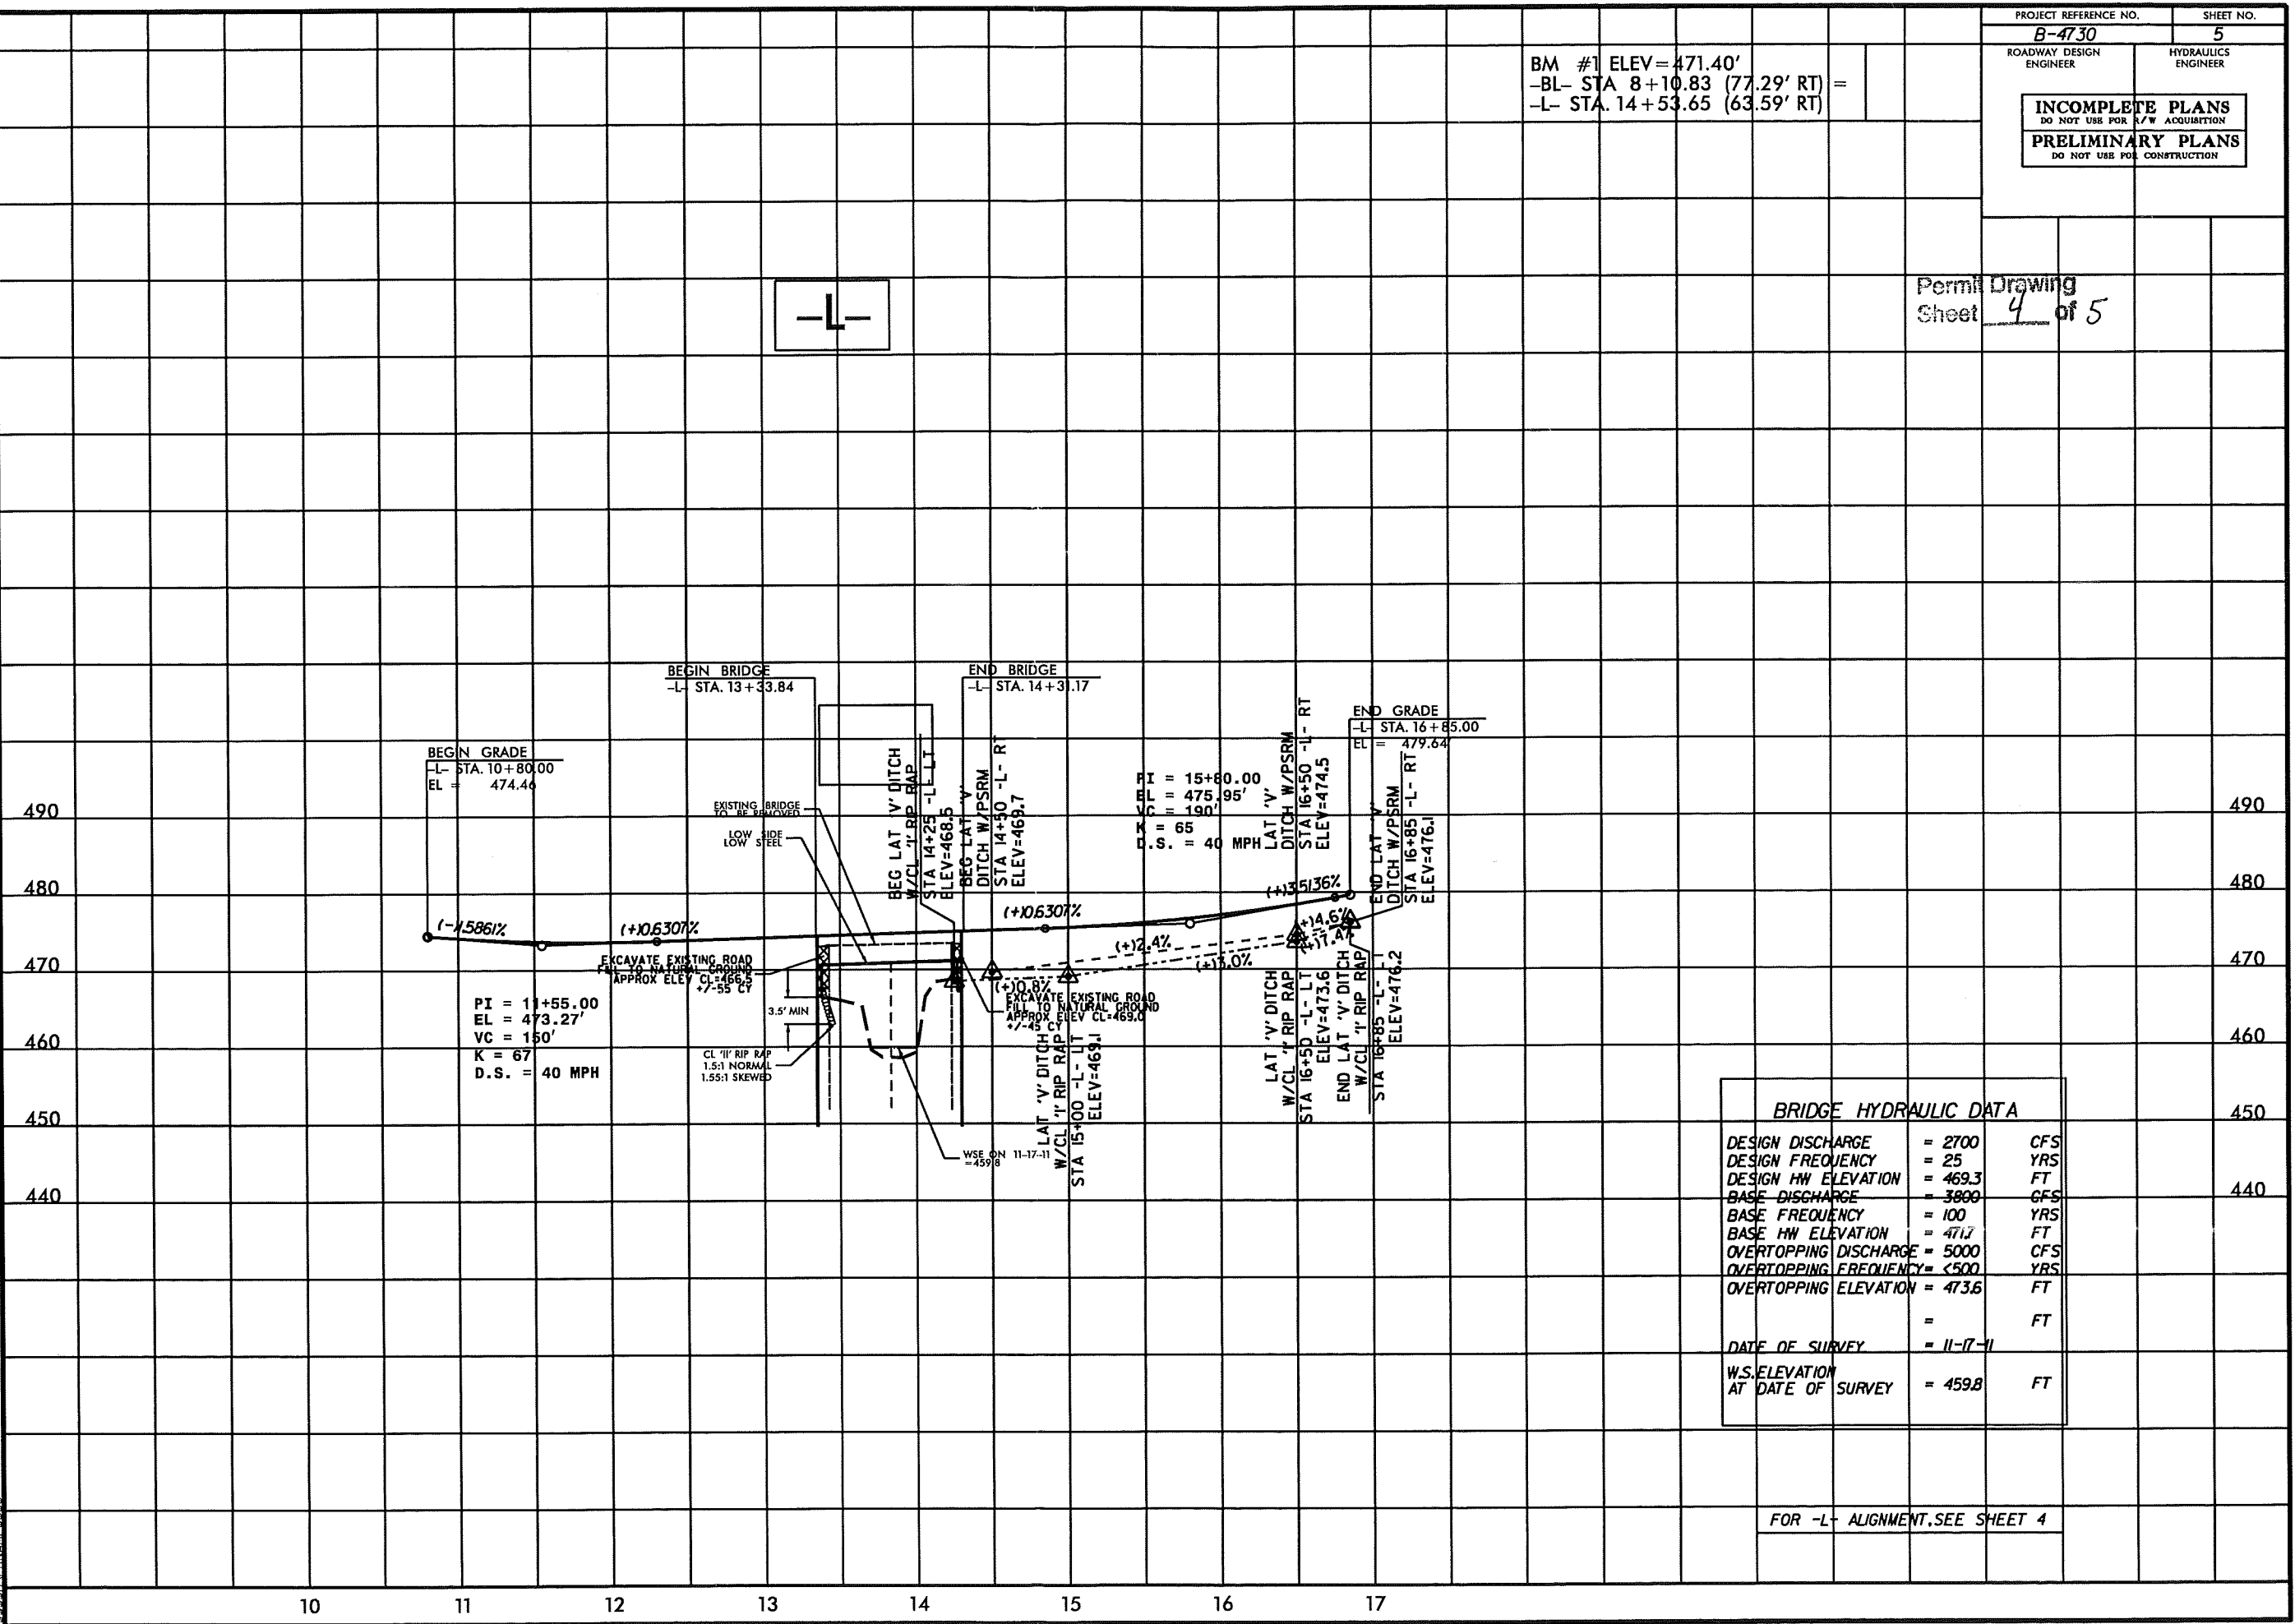 PROJECT REFERENCE NO.
SHEET NO.
B-4730
5
ROADWAY DESIGN
ENGINEER
HYDRAULICS
ENGINEER
INCOMPLETE PLANS
DO NOT USE FOR R/W ACQUISITION
PRELIMINARY PLANS
DO NOT USE FOR CONSTRUCTION
BM #1 ELEV=471.40'
-BL- STA 8+10.83 (77.29' RT) =
-L- STA. 14+53.65 (63.59' RT)
Permit Drawing
Sheet 4 of 5
-L-
BEGIN BRIDGE
-L- STA. 13+33.84
END BRIDGE
-L- STA. 14+31.17
END GRADE
-L- STA. 16+85.00
EL = 479.64'
BEGIN GRADE
-L- STA. 10+80.00
EL = 474.46'
EXISTING BRIDGE
TO BE REMOVED
LOW SIDE
LOW STEEL
BEG LAT 'V' DITCH
W/CL 'I' RIP RAP
STA 14+25 -L- LT
ELEV=468.5
BEG LAT 'V'
DITCH W/PSRM
STA 14+50 -L- RT
ELEV=469.7
PI = 15+80.00
EL = 475.95'
VC = 190'
K = 65
D.S. = 40 MPH
LAT 'V'
DITCH W/PSRM
STA 16+50 -L- RT
ELEV=474.5
END LAT 'V'
DITCH W/PSRM
STA 16+85 -L- RT
ELEV=476.1
490
490
480
480
470
470
460
460
450
450
440
440
(-)1.5861%
(+)0.6307%
(+)0.6307%
(+)3.5136%
(+)2.4%
(+)4.6%
(+)7.4%
(+)3.0%
(+)0.8%
EXCAVATE EXISTING ROAD
FILL TO NATURAL GROUND
APPROX ELEV CL=466.5
+/-55 CY
EXCAVATE EXISTING ROAD
FILL TO NATURAL GROUND
APPROX ELEV CL=469.0
+/-45 CY
PI = 11+55.00
EL = 473.27'
VC = 150'
K = 67
D.S. = 40 MPH
3.5' MIN
CL 'II' RIP RAP
1.5:1 NORMAL
1.55:1 SKEWED
WSE ON 11-17-11
=459.8
LAT 'V' DITCH
W/CL 'I' RIP RAP
STA 15+00 -L- LT
ELEV=469.1
LAT 'V' DITCH
W/CL 'I' RIP RAP
STA 16+50 -L- LT
ELEV=473.6
END LAT 'V' DITCH
W/CL 'I' RIP RAP
STA 16+85 -L- LT
ELEV=476.2
BRIDGE HYDRAULIC DATA
DESIGN DISCHARGE = 2700 CFS
DESIGN FREQUENCY = 25 YRS
DESIGN HW ELEVATION = 469.3 FT
BASE DISCHARGE = 3800 CFS
BASE FREQUENCY = 100 YRS
BASE HW ELEVATION = 471.7 FT
OVERTOPPING DISCHARGE = 5000 CFS
OVERTOPPING FREQUENCY= <500 YRS
OVERTOPPING ELEVATION = 473.6 FT
= FT
DATE OF SURVEY = 11-17-11
W.S.ELEVATION
AT DATE OF SURVEY = 459.8 FT
FOR -L- ALIGNMENT,SEE SHEET 4
10 11 12 13 14 15 16 17